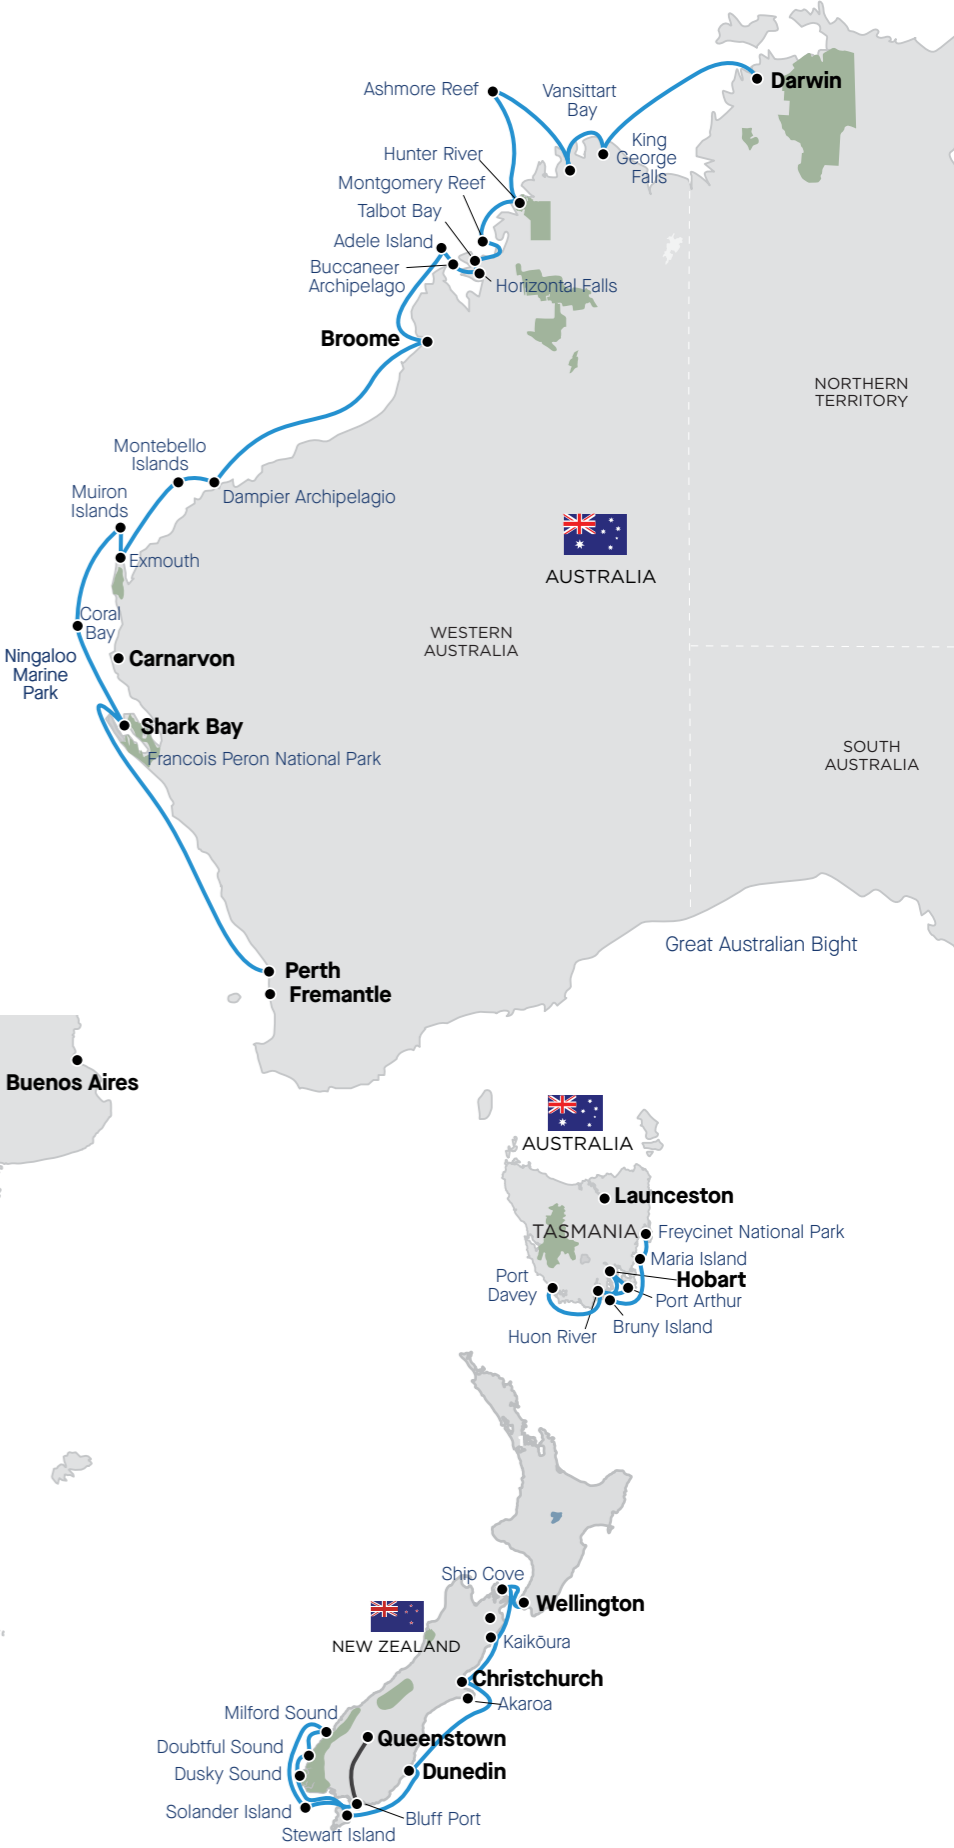 Darwin
Ashmore Reef
Vansittart
Bay
King
George
Falls
Hunter River
Montgomery Reef
Talbot Bay
Adele Island
Buccaneer
Archipelago
Horizontal Falls
Broome
NORTHERN
TERRITORY
Montebello
Islands
Dampier Archipelagio
Muiron
Islands
Exmouth
AUSTRALIA
Coral
Bay
WESTERN
AUSTRALIA
Ningaloo
Marine
Park
Carnarvon
Shark Bay
Francois Peron National Park
SOUTH
AUSTRALIA
Great Australian Bight
Perth
Fremantle
Buenos Aires
AUSTRALIA
Launceston
TASMANIA
Freycinet National Park
Maria Island
Hobart
Port
Davey
Port Arthur
Bruny Island
Huon River
Ship Cove
Wellington
NEW ZEALAND
Kaikōura
Christchurch
Akaroa
Milford Sound
Queenstown
Doubtful Sound
Dusky Sound
Dunedin
Solander Island
Bluff Port
Stewart Island